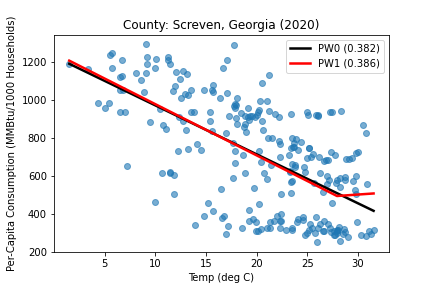 County: Screven, Georgia (2020)
Per-Capita Consumption (MMBtu/1000 Households)
1200
1000
800
600
400
200
PW0 (0.382)
PW1 (0.386)
5 10 15 20 25 30
Temp (deg C)